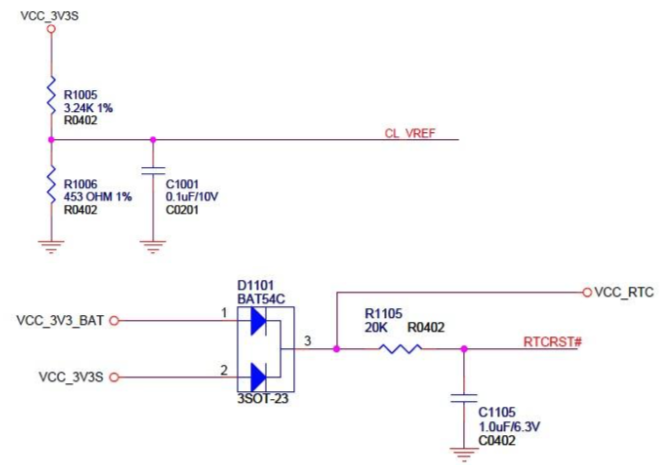 VCC_3V3S
R1005
3.24K 1%
R0402
CL_VREF
R1006
453 OHM 1%
R0402
C1001
0.1uF/10V
C0201
D1101
BAT54C
VCC_RTC
VCC_3V3_BAT
1
R1105
20K R0402
3
RTCRST#
VCC_3V3S
2
3SOT-23
C1105
1.0uF/6.3V
C0402